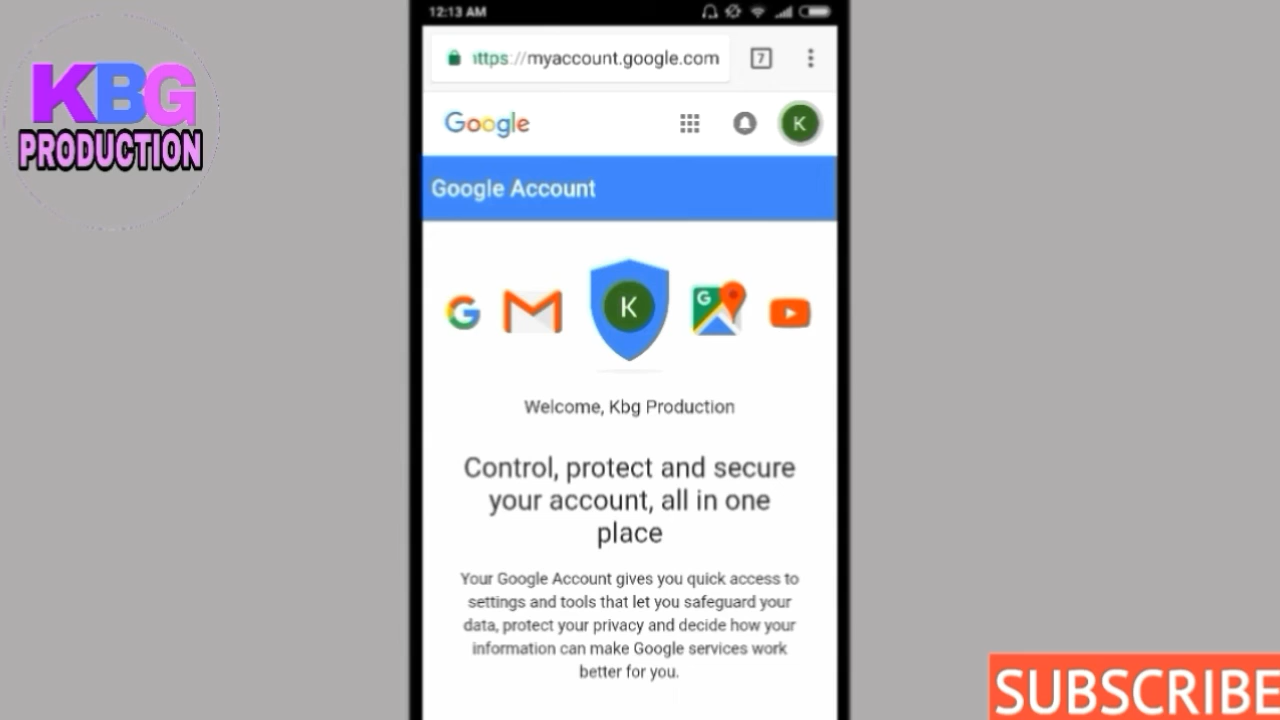 12:13 AM
KBG
PRODUCTION
ttps://myaccount.google.com
7
Google
K
Google Account
G
K
G
Welcome, Kbg Production
Control, protect and secure
your account, all in one
place
Your Google Account gives you quick access to
settings and tools that let you safeguard your
data, protect your privacy and decide how your
information can make Google services work
better for you.
SUBSCRIBE